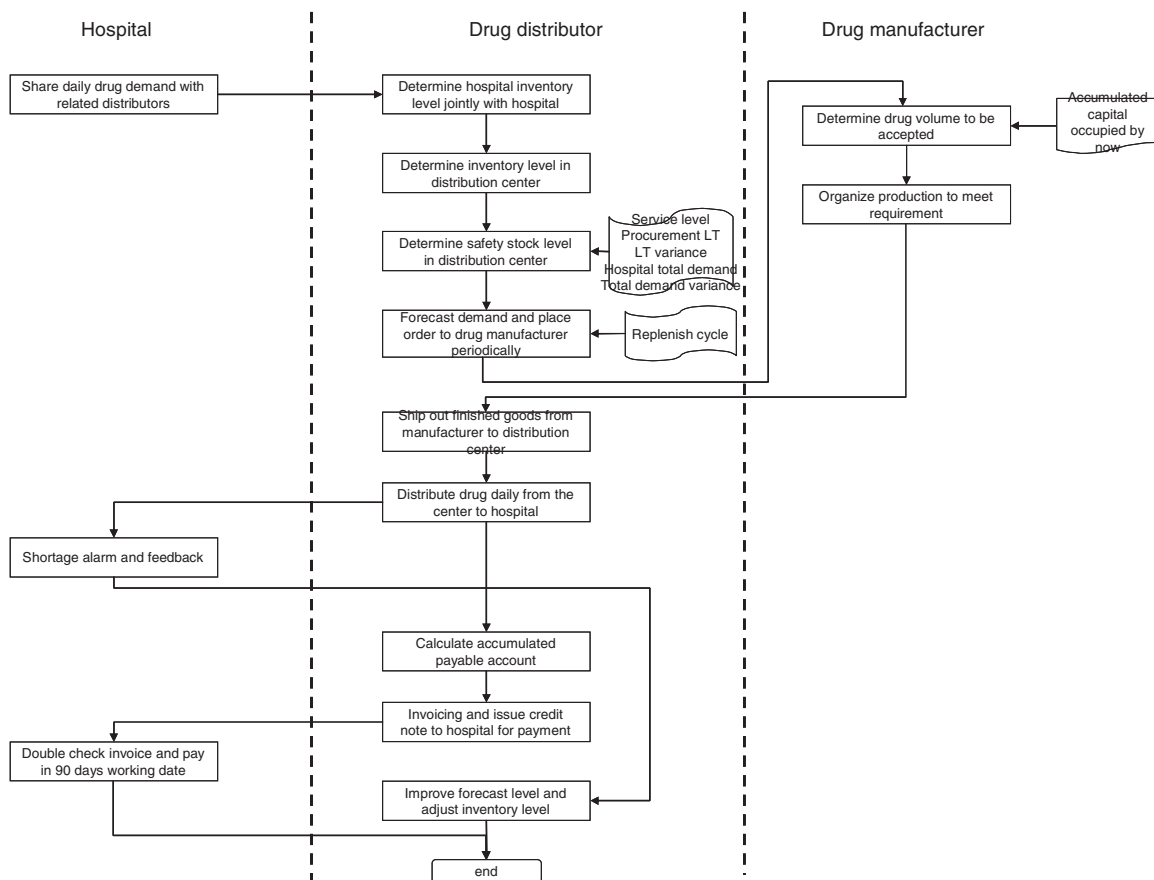 Hospital
Drug distributor
Drug manufacturer
Share daily drug demand with
related distributors
Determine hospital inventory
level jointly with hospital
Determine drug volume to be
accepted
Accumulated
capital
occupied by
now
Determine inventory level in
distribution center
Organize production to meet
requirement
Determine safety stock level
in distribution center
Service level
Procurement LT
LT variance
Hospital total demand
Total demand variance
Forecast demand and place
order to drug manufacturer
periodically
Replenish cycle
Ship out finished goods from
manufacturer to distribution
center
Distribute drug daily from the
center to hospital
Shortage alarm and feedback
Calculate accumulated
payable account
Invoicing and issue credit
note to hospital for payment
Double check invoice and pay
in 90 days working date
Improve forecast level and
adjust inventory level
end